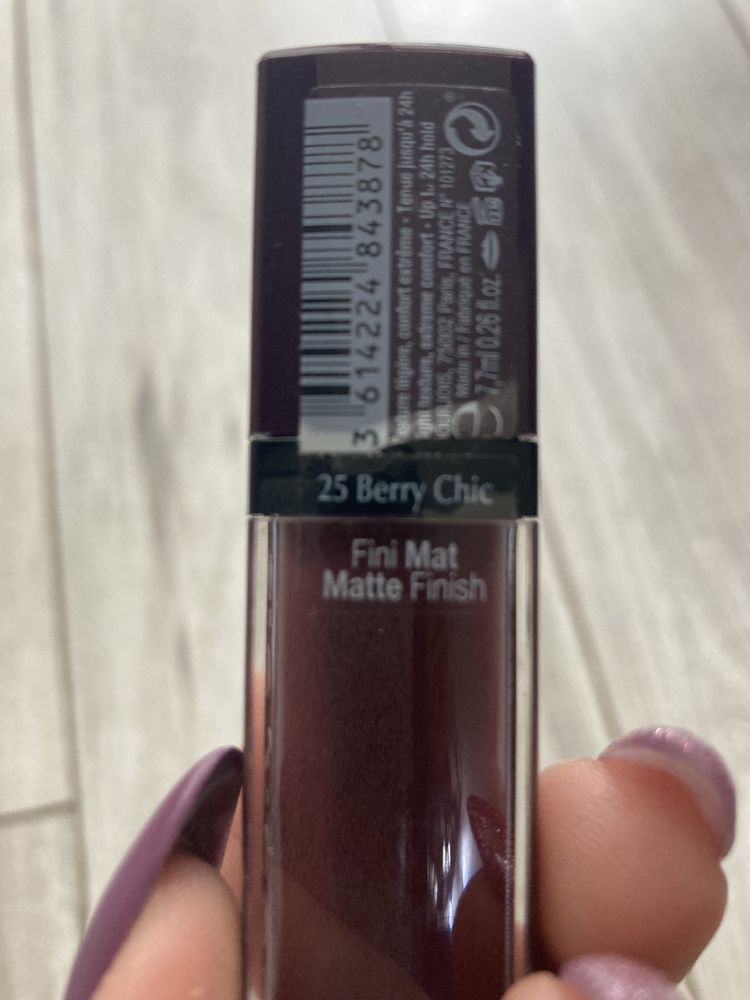 3 614224 843878
texture légère, confort extrême - Tenue jusqu'à 24h
light texture, extreme comfort - Up 24h hold
BOURJOIS, 75002 Paris, FRANCE N° 101273
Made in / Fabriqué en FRANCE
7,7ml 0.26 fl.oz.
25 Berry Chic
Fini Mat
Matte Finish